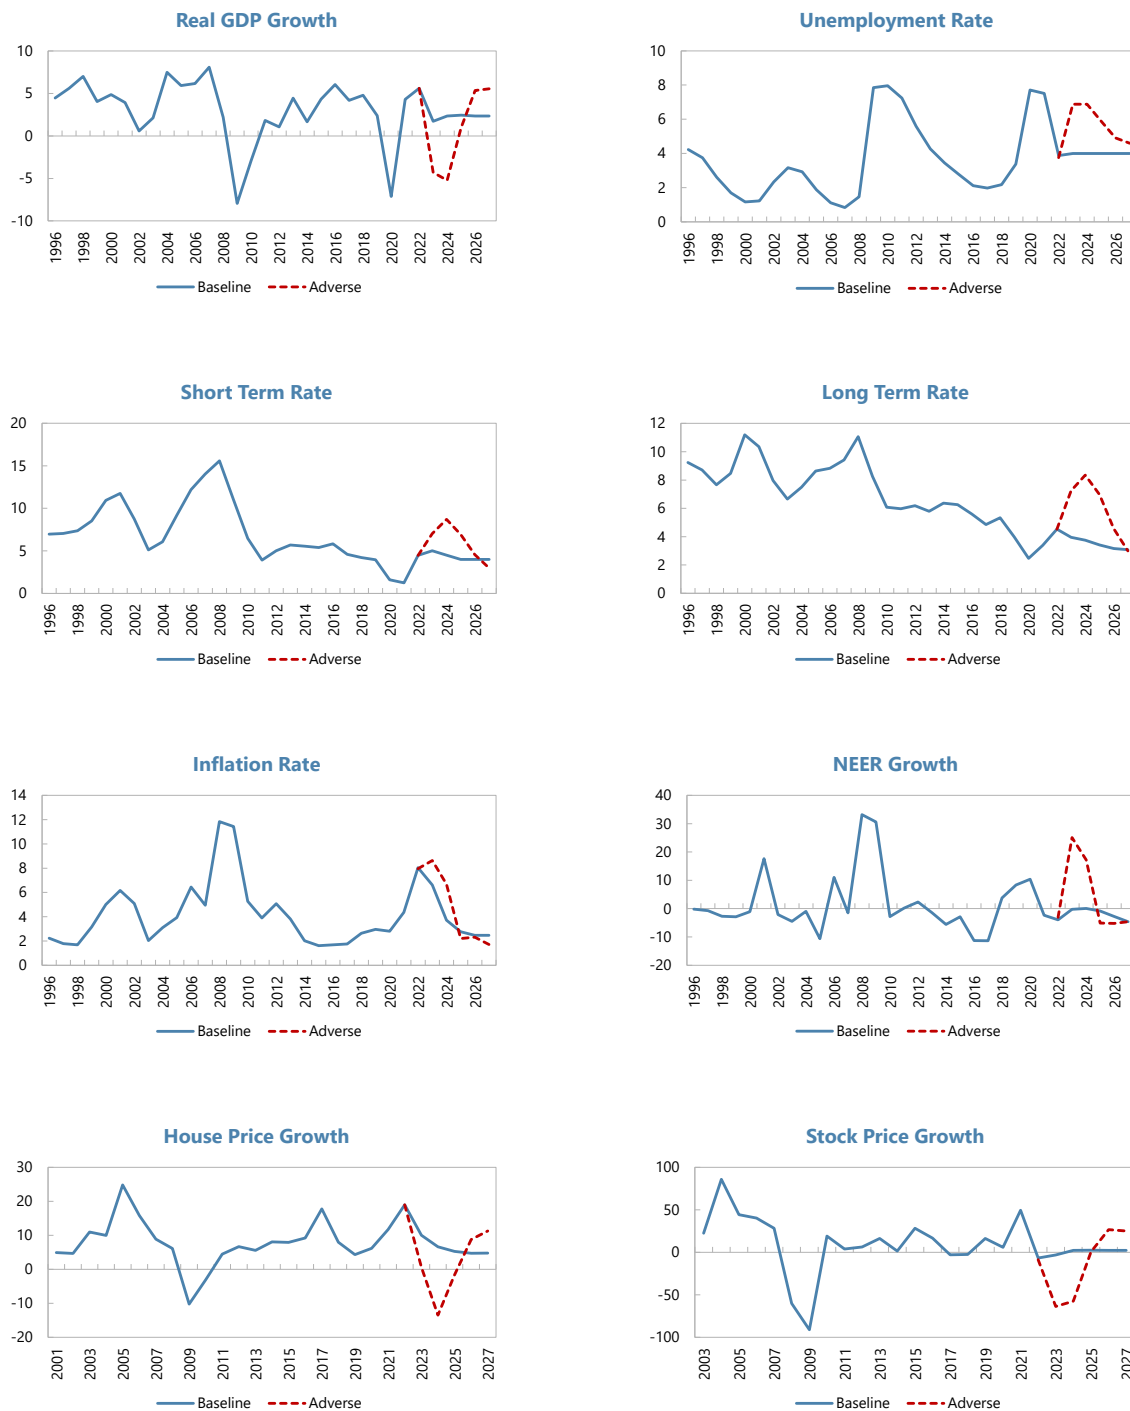 Real GDP Growth
10
5
0
-5
-10
1996 1998 2000 2002 2004 2006 2008 2010 2012 2014 2016 2018 2020 2022 2024 2026
Baseline Adverse
Unemployment Rate
10
8
6
4
2
0
1996 1998 2000 2002 2004 2006 2008 2010 2012 2014 2016 2018 2020 2022 2024 2026
Baseline Adverse
Short Term Rate
20
15
10
5
0
1996 1998 2000 2002 2004 2006 2008 2010 2012 2014 2016 2018 2020 2022 2024 2026
Baseline Adverse
Long Term Rate
12
10
8
6
4
2
0
1996 1998 2000 2002 2004 2006 2008 2010 2012 2014 2016 2018 2020 2022 2024 2026
Baseline Adverse
Inflation Rate
14
12
10
8
6
4
2
0
1996 1998 2000 2002 2004 2006 2008 2010 2012 2014 2016 2018 2020 2022 2024 2026
Baseline Adverse
NEER Growth
40
30
20
10
0
-10
-20
1996 1998 2000 2002 2004 2006 2008 2010 2012 2014 2016 2018 2020 2022 2024 2026
Baseline Adverse
House Price Growth
30
20
10
0
-10
-20
2001 2003 2005 2007 2009 2011 2013 2015 2017 2019 2021 2023 2025 2027
Baseline Adverse
Stock Price Growth
100
50
0
-50
-100
2003 2005 2007 2009 2011 2013 2015 2017 2019 2021 2023 2025 2027
Baseline Adverse